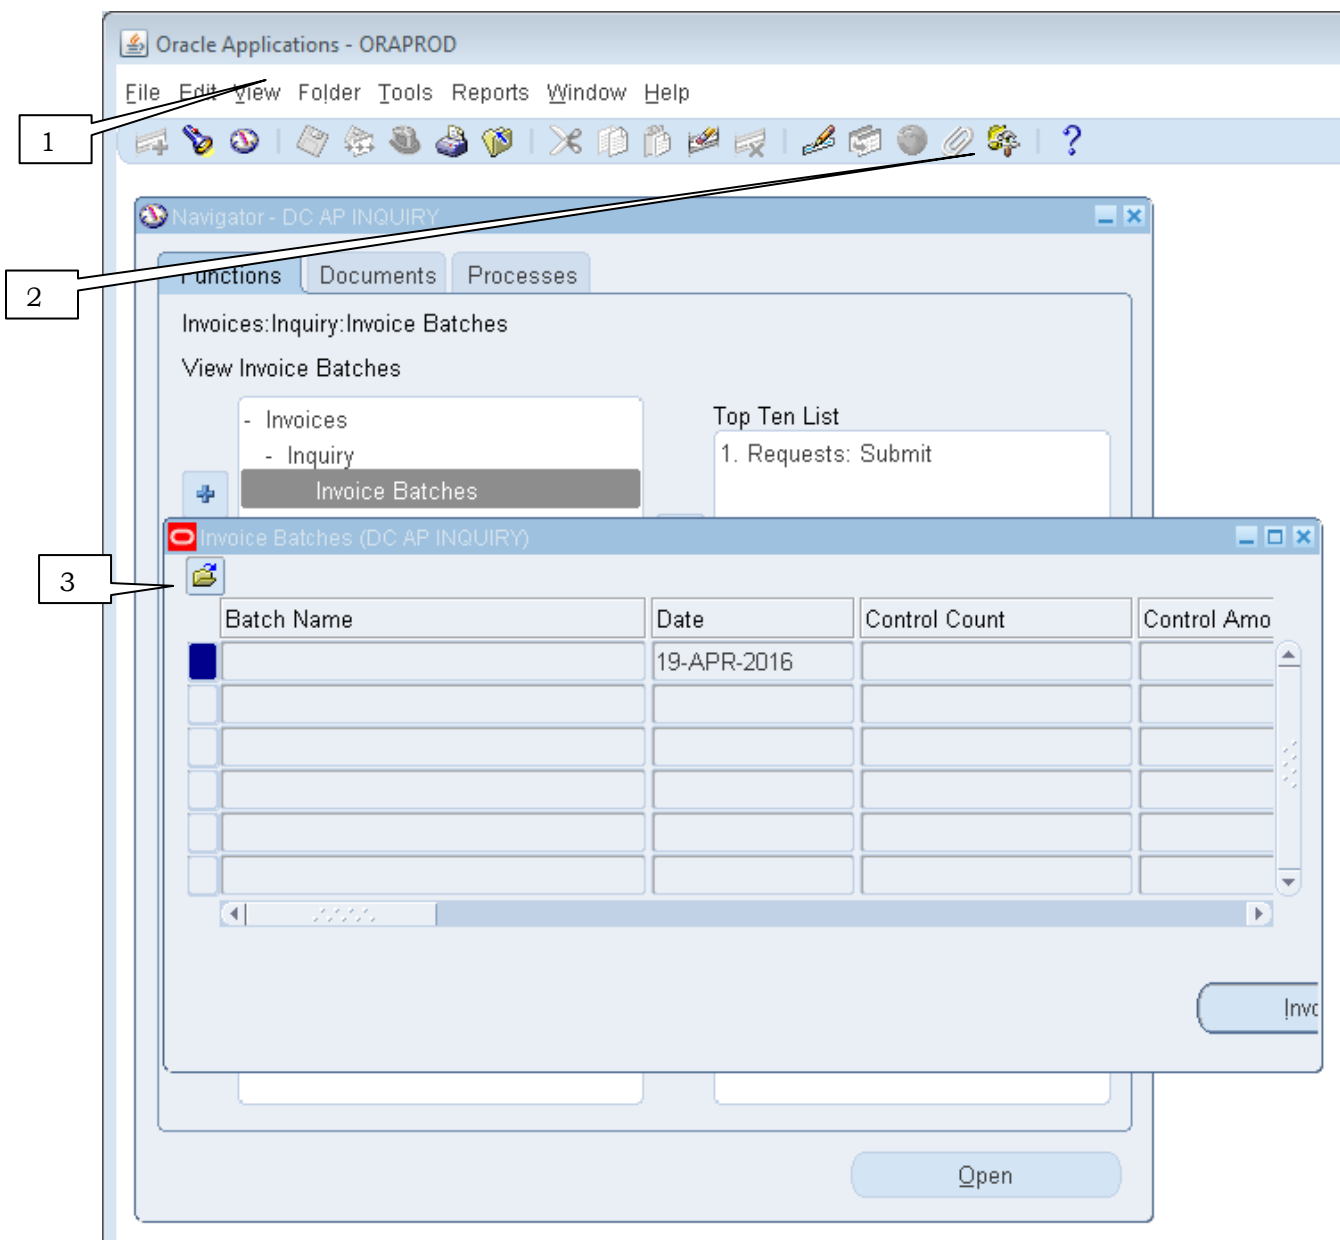 Oracle Applications - ORAPROD
File Edit View Folder Tools Reports Window Help
1
?
Navigator - DC AP INQUIRY
2
Functions Documents Processes
Invoices:Inquiry:Invoice Batches
View Invoice Batches
- Invoices
- Inquiry
Invoice Batches
Top Ten List
1. Requests: Submit
Invoice Batches (DC AP INQUIRY)
3
Batch Name Date Control Count Control Amo
19-APR-2016
Invo
Open